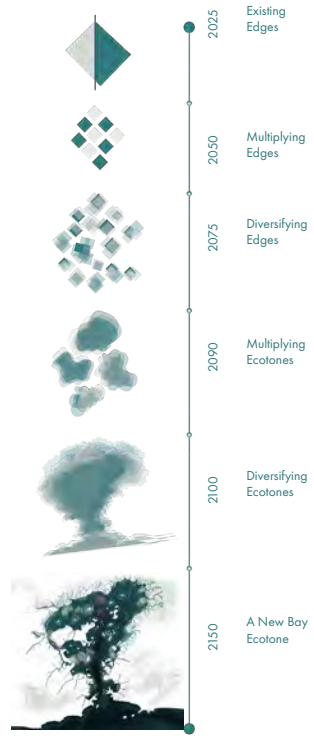 2025
Existing
Edges
2050
Multiplying
Edges
2075
Diversifying
Edges
2090
Multiplying
Ecotones
2100
Diversifying
Ecotones
2150
A New Bay
Ecotone